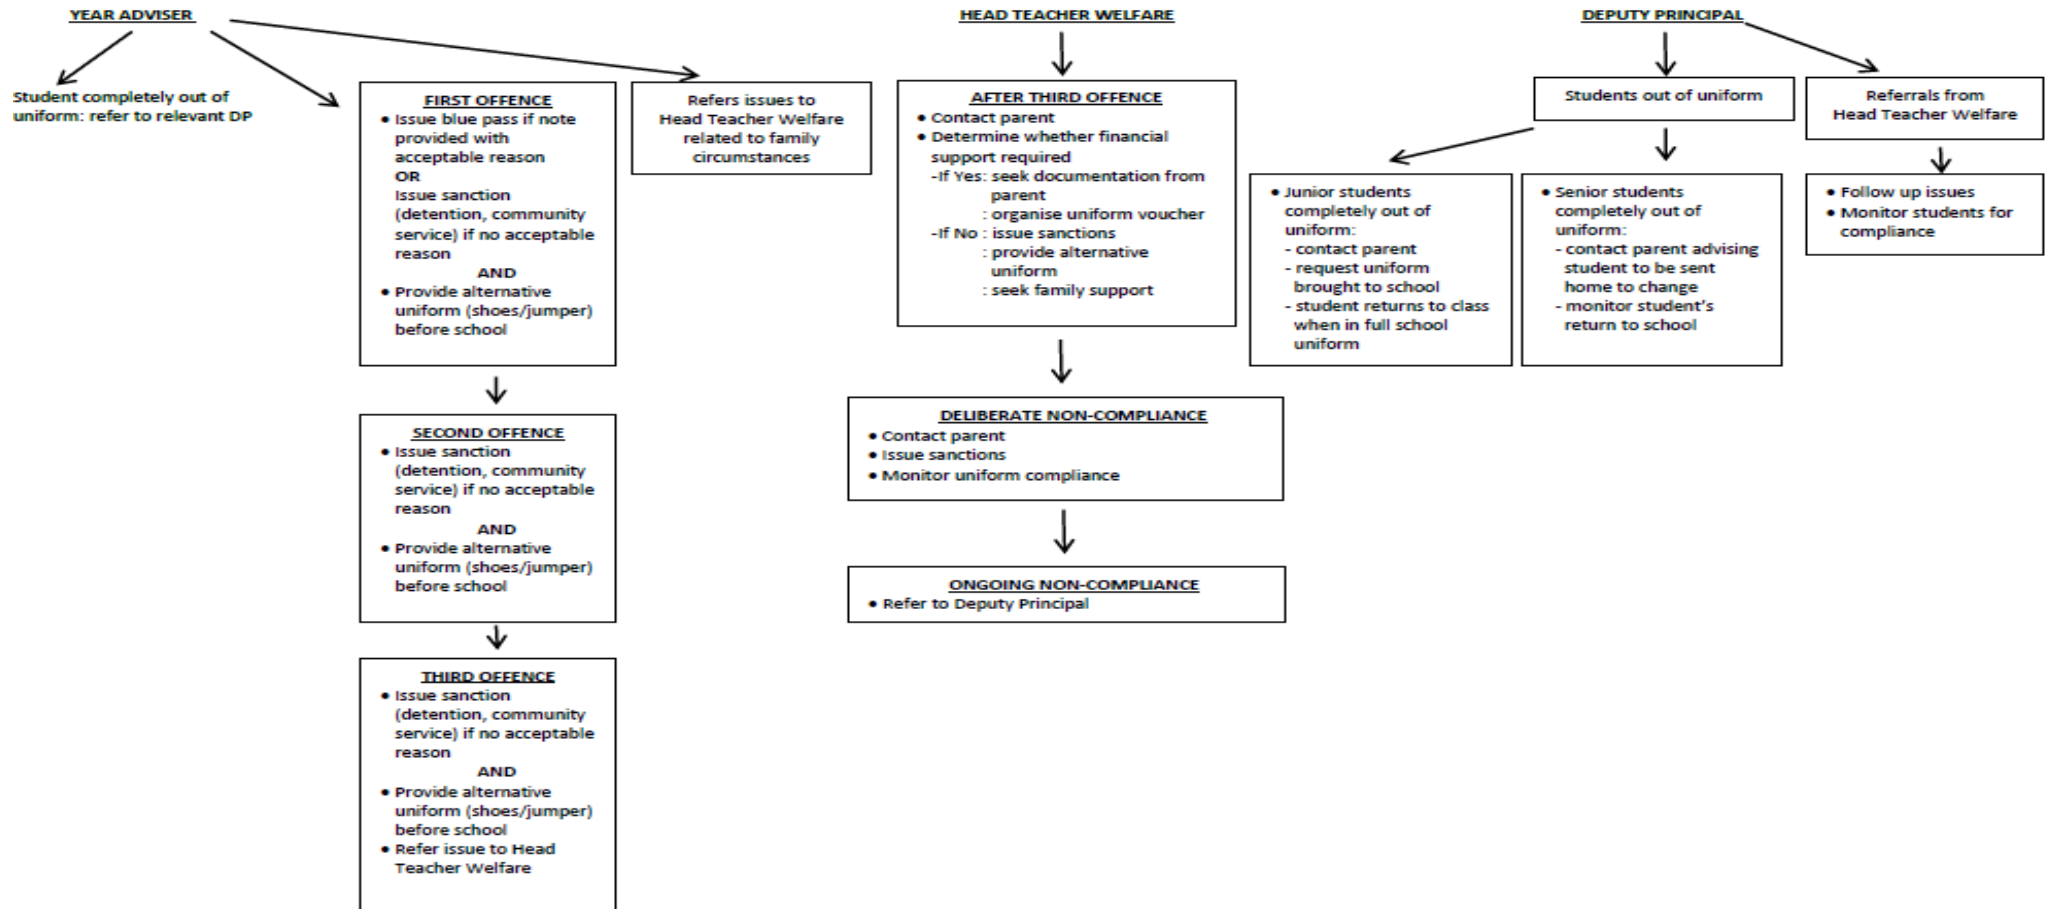 YEAR ADVISER
Student completely out of
uniform: refer to relevant DP
FIRST OFFENCE
• Issue blue pass if note
provided with
acceptable reason
OR
Issue sanction
(detention, community
service) if no acceptable
reason
AND
• Provide alternative
uniform (shoes/jumper)
before school
SECOND OFFENCE
• Issue sanction
(detention, community
service) if no acceptable
reason
AND
• Provide alternative
uniform (shoes/jumper)
before school
THIRD OFFENCE
• Issue sanction
(detention, community
service) if no acceptable
reason
AND
• Provide alternative
uniform (shoes/jumper)
before school
• Refer issue to Head
Teacher Welfare
Refers issues to
Head Teacher Welfare
related to family
circumstances
HEAD TEACHER WELFARE
AFTER THIRD OFFENCE
• Contact parent
• Determine whether financial
support required
-If Yes: seek documentation from
parent
: organise uniform voucher
-If No : issue sanctions
: provide alternative
uniform
: seek family support
DELIBERATE NON-COMPLIANCE
• Contact parent
• Issue sanctions
• Monitor uniform compliance
ONGOING NON-COMPLIANCE
• Refer to Deputy Principal
DEPUTY PRINCIPAL
Students out of uniform
• Junior students
completely out of
uniform:
- contact parent
- request uniform
brought to school
- student returns to class
when in full school
uniform
• Senior students
completely out of
uniform:
- contact parent advising
student to be sent
home to change
- monitor student's
return to school
Referrals from
Head Teacher Welfare
• Follow up issues
• Monitor students for
compliance